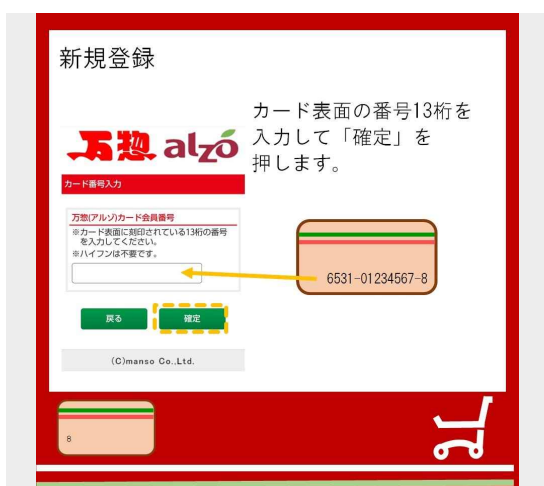 新規登録
カード表面の番号13桁を
入力して「確定」を
押します。
万惣 alzo
カード番号入力
万惣(アルゾ)カード会員番号
※カード表面に刻印されている13桁の番号
を入力してください。
※ハイフンは不要です。
6531-01234567-8
戻る
確定
(C)manso Co.,Ltd.
8